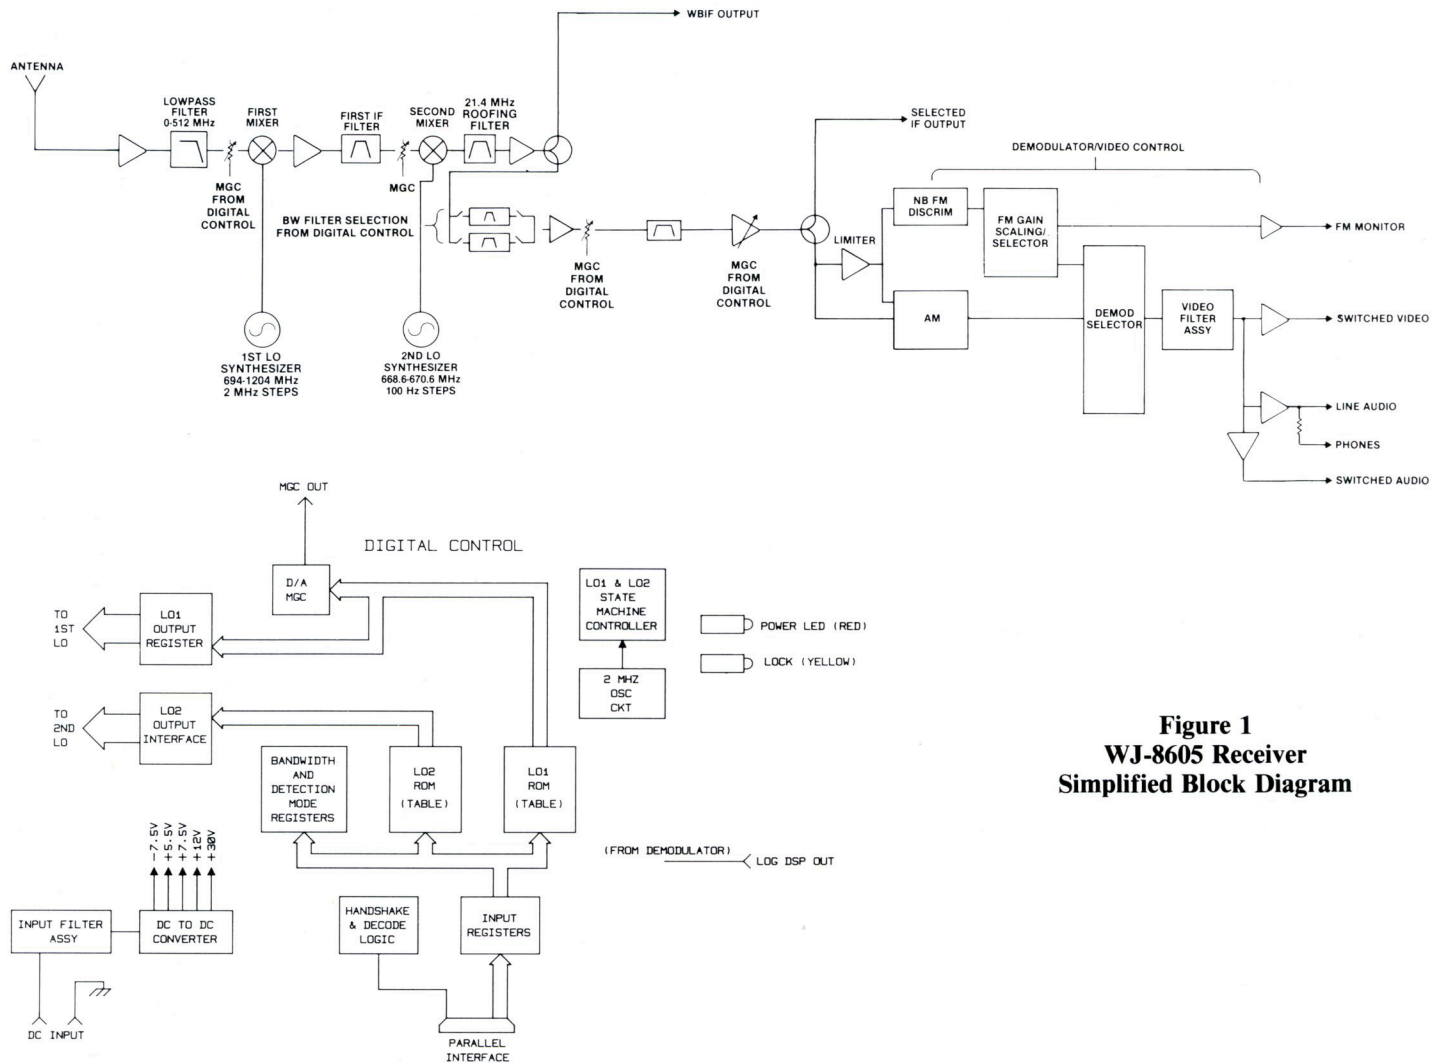 WBIF OUTPUT
ANTENNA
LOWPASS
FILTER
0-512 MHz
FIRST
MIXER
FIRST IF
FILTER
SECOND
MIXER
21.4 MHz
ROOFING
FILTER
MGC
FROM
DIGITAL
CONTROL
MGC
BW FILTER SELECTION
FROM DIGITAL CONTROL
MGC
FROM
DIGITAL
CONTROL
MGC
FROM
DIGITAL
CONTROL
1ST LO
SYNTHESIZER
694-1204 MHz
2 MHz STEPS
2ND LO
SYNTHESIZER
668.6-670.6 MHz
100 Hz STEPS
SELECTED
IF OUTPUT
DEMODULATOR/VIDEO CONTROL
NB FM
DISCRIM
FM GAIN
SCALING/
SELECTOR
LIMITER
AM
DEMOD
SELECTOR
VIDEO
FILTER
ASSY
FM MONITOR
SWITCHED VIDEO
LINE AUDIO
PHONES
SWITCHED AUDIO
MGC OUT
DIGITAL CONTROL
D/A
MGC
TO
1ST
LO
LO1
OUTPUT
REGISTER
LO1 & LO2
STATE
MACHINE
CONTROLLER
2 MHZ
OSC
CKT
POWER LED (RED)
LOCK (YELLOW)
TO
2ND
LO
LO2
OUTPUT
INTERFACE
BANDWIDTH
AND
DETECTION
MODE
REGISTERS
LO2
ROM
(TABLE)
LO1
ROM
(TABLE)
Figure 1
WJ-8605 Receiver
Simplified Block Diagram
-7.5V
+5.5V
+7.5V
+12V
+30V
(FROM DEMODULATOR)
LOG DSP OUT
INPUT FILTER
ASSY
DC TO DC
CONVERTER
HANDSHAKE
& DECODE
LOGIC
INPUT
REGISTERS
DC INPUT
PARALLEL
INTERFACE